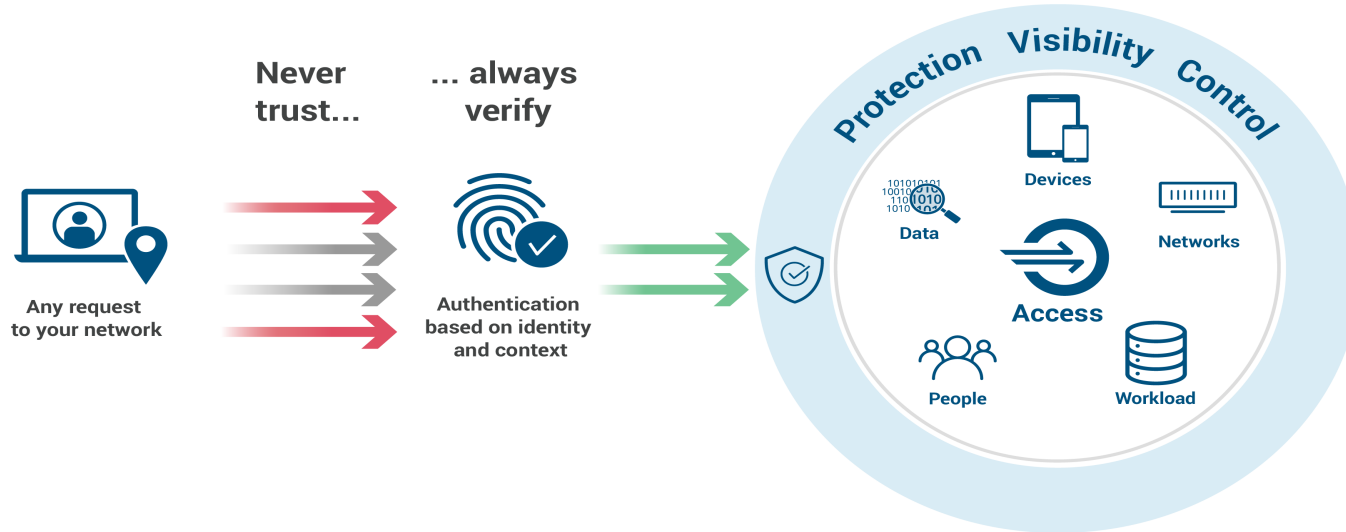 Never
trust...
... always
verify
Any request
to your network
Authentication
based on identity
and context
Protection Visibility Control
Devices
101010101
Data
Networks
Access
People
Workload